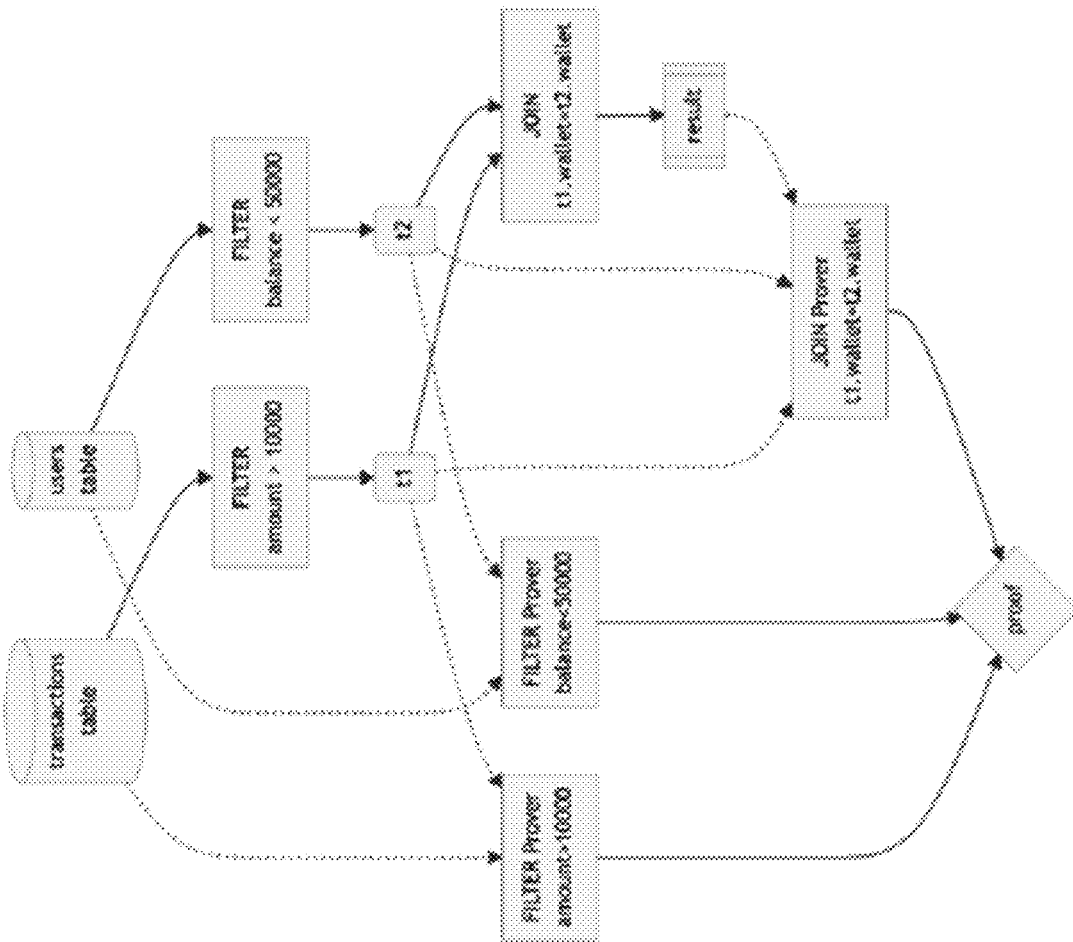 transactions
table
users
table
FILTER
amount > 10000
FILTER
balance < 50000
t1
t2
FILTER Prover
amount>10000
FILTER Prover
balance<50000
JOIN
t1.wallet=t2.wallet
result
JOIN Prover
t1.wallet=t2.wallet
proof